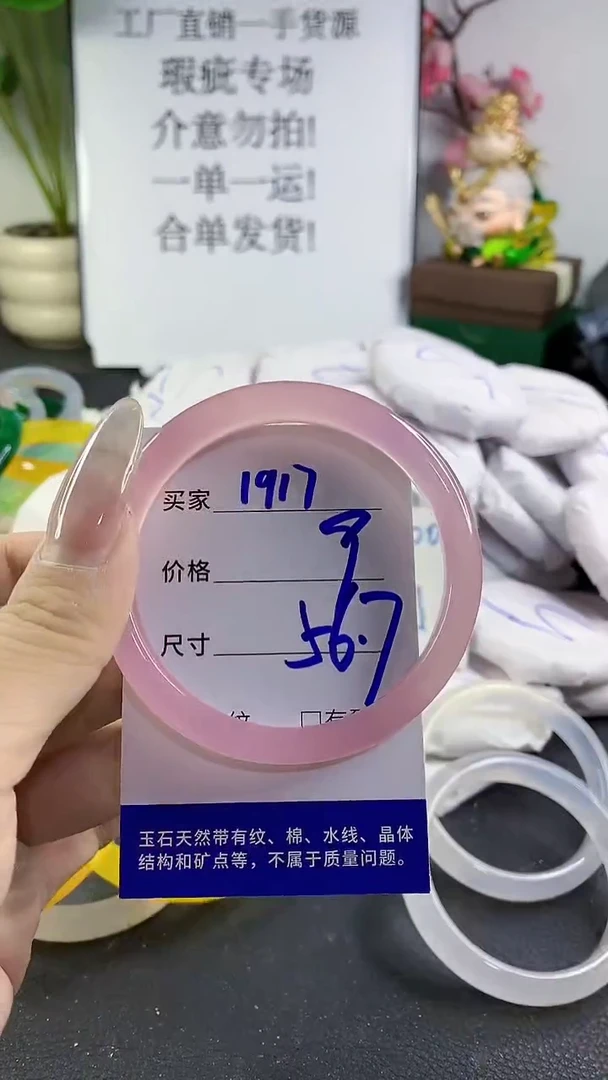 工厂直销一手货源
瑕疵专场
介意勿拍!
一单一运!
合单发货!
买家 1917
价格
尺寸 56.7
纹 口有
玉石天然带有纹、棉、水线、晶体
结构和矿点等，不属于质量问题。